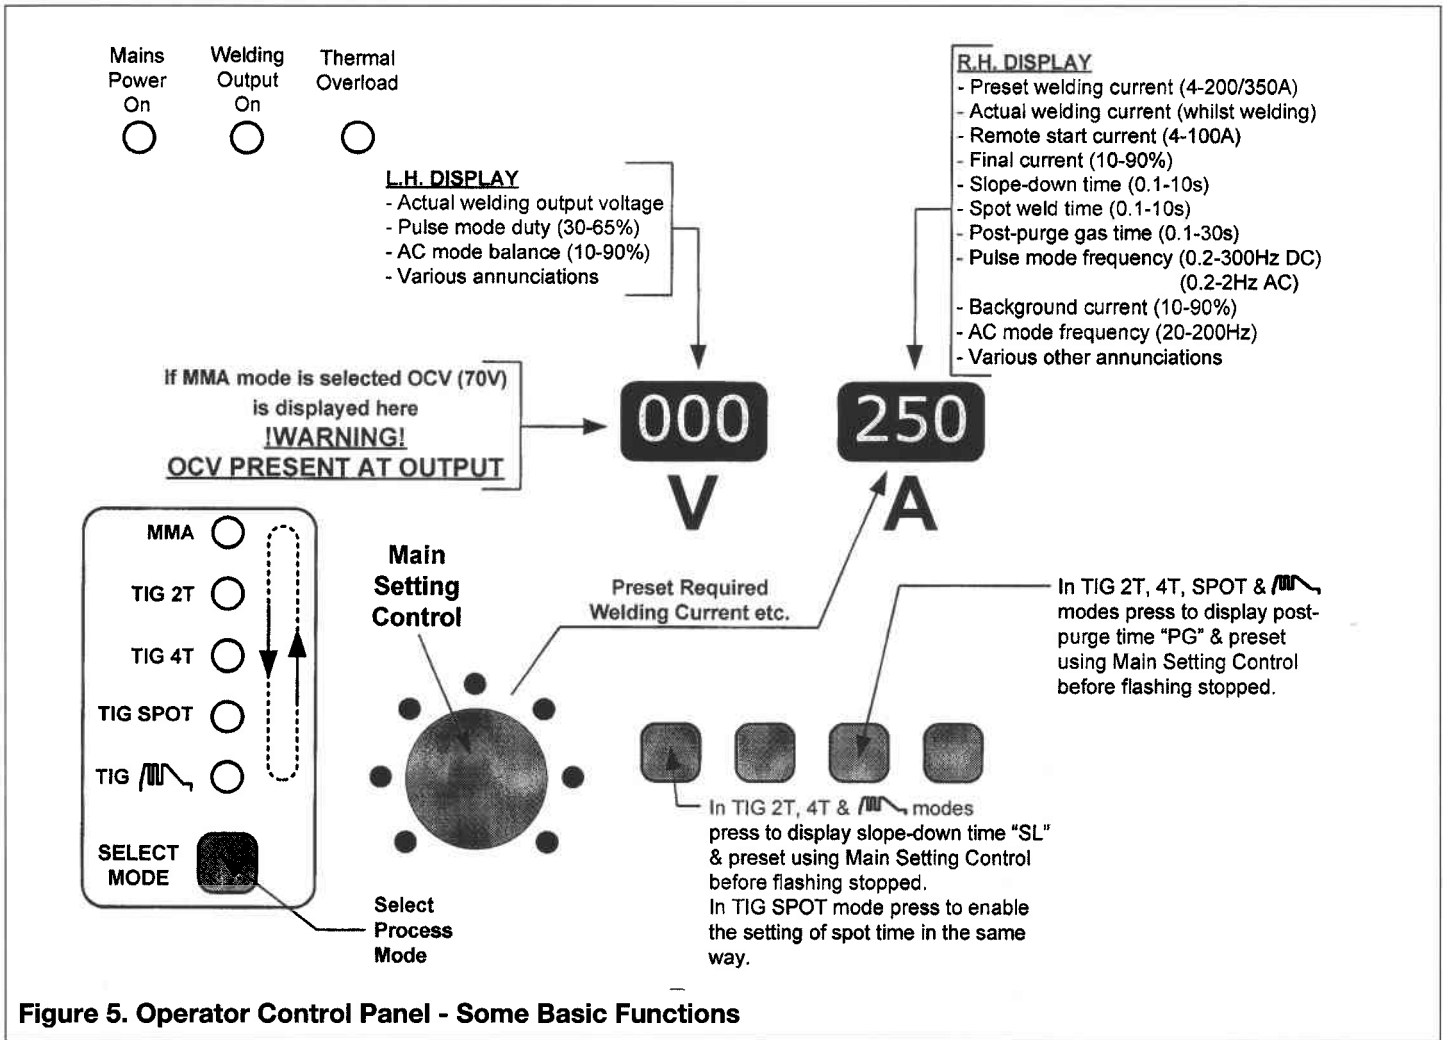 Mains
Power
On
Welding
Output
On
Thermal
Overload
L.H. DISPLAY
- Actual welding output voltage
- Pulse mode duty (30-65%)
- AC mode balance (10-90%)
- Various annunciations
R.H. DISPLAY
- Preset welding current (4-200/350A)
- Actual welding current (whilst welding)
- Remote start current (4-100A)
- Final current (10-90%)
- Slope-down time (0.1-10s)
- Spot weld time (0.1-10s)
- Post-purge gas time (0.1-30s)
- Pulse mode frequency (0.2-300Hz DC)
(0.2-2Hz AC)
- Background current (10-90%)
- AC mode frequency (20-200Hz)
- Various other annunciations
If MMA mode is selected OCV (70V)
is displayed here
!WARNING!
OCV PRESENT AT OUTPUT
000
V
250
A
MMA
TIG 2T
TIG 4T
TIG SPOT
TIG
SELECT
MODE
Select
Process
Mode
Main
Setting
Control
Preset Required
Welding Current etc.
In TIG 2T, 4T, SPOT &
modes press to display post-
purge time “PG” & preset
using Main Setting Control
before flashing stopped.
In TIG 2T, 4T & modes
press to display slope-down time “SL”
& preset using Main Setting Control
before flashing stopped.
In TIG SPOT mode press to enable
the setting of spot time in the same
way.
Figure 5. Operator Control Panel - Some Basic Functions